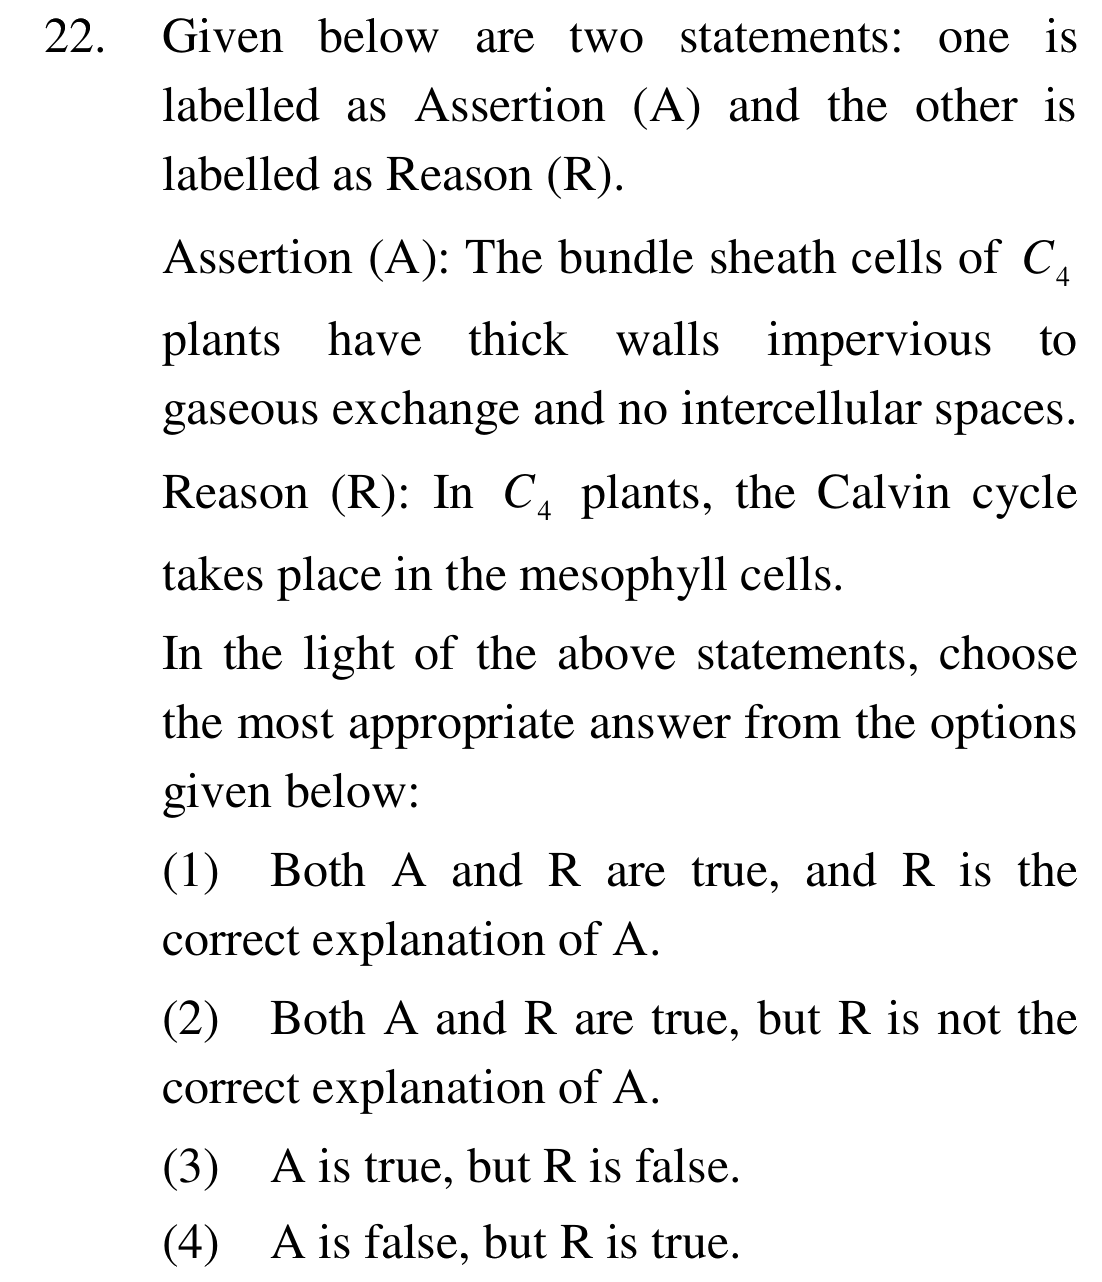 22. Given below are two statements: one is
labelled as Assertion (A) and the other is
labelled as Reason (R).
Assertion (A): The bundle sheath cells of C₄
plants have thick walls impervious to
gaseous exchange and no intercellular spaces.
Reason (R): In C₄ plants, the Calvin cycle
takes place in the mesophyll cells.
In the light of the above statements, choose
the most appropriate answer from the options
given below:
(1) Both A and R are true, and R is the
correct explanation of A.
(2) Both A and R are true, but R is not the
correct explanation of A.
(3) A is true, but R is false.
(4) A is false, but R is true.